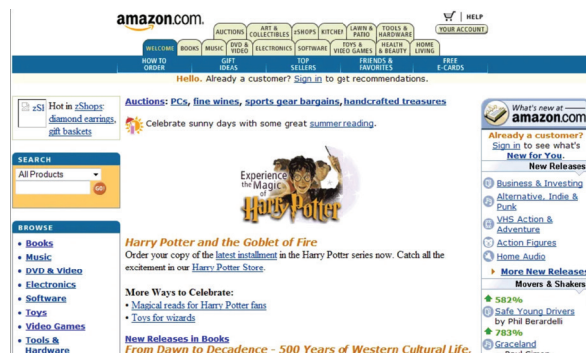 amazon.com.
HELP
YOUR ACCOUNT
AUCTIONS
ART &
COLLECTIBLES
zSHOPS
KITCHEN
LAWN &
PATIO
TOOLS &
HARDWARE
WELCOME
BOOKS
MUSIC
DVD &
VIDEO
ELECTRONICS
SOFTWARE
TOYS &
VIDEO GAMES
HEALTH
& BEAUTY
HOME
LIVING
HOW TO
ORDER
GIFT
IDEAS
TOP
SELLERS
FRIENDS &
FAVORITES
FREE
E-CARDS
Hello. Already a customer? Sign in to get recommendations.
zSI
Hot in zShops:
diamond earrings,
gift baskets
SEARCH
All Products
GO!
BROWSE
• Books
• Music
• DVD & Video
• Electronics
• Software
• Toys
• Video Games
• Tools &
Hardware
Auctions: PCs, fine wines, sports gear bargains, handcrafted treasures
Celebrate sunny days with some great summer reading.
Experience
the Magic
of
Harry Potter
Harry Potter and the Goblet of Fire
Order your copy of the latest installment in the Harry Potter series now. Catch all the
excitement in our Harry Potter Store.
More Ways to Celebrate:
• Magical reads for Harry Potter fans
• Toys for wizards
New Releases in Books
From Dawn to Decadence - 500 Years of Western Cultural Life,
What's new at
amazon.com
Already a customer?
Sign in to see what's
New for You.
New Releases
Business & Investing
Alternative, Indie &
Punk
VHS Action &
Adventure
Action Figures
Home Audio
More New Releases
Movers & Shakers
582%
Safe Young Drivers
by Phil Berardelli
783%
Graceland
Paul Simon